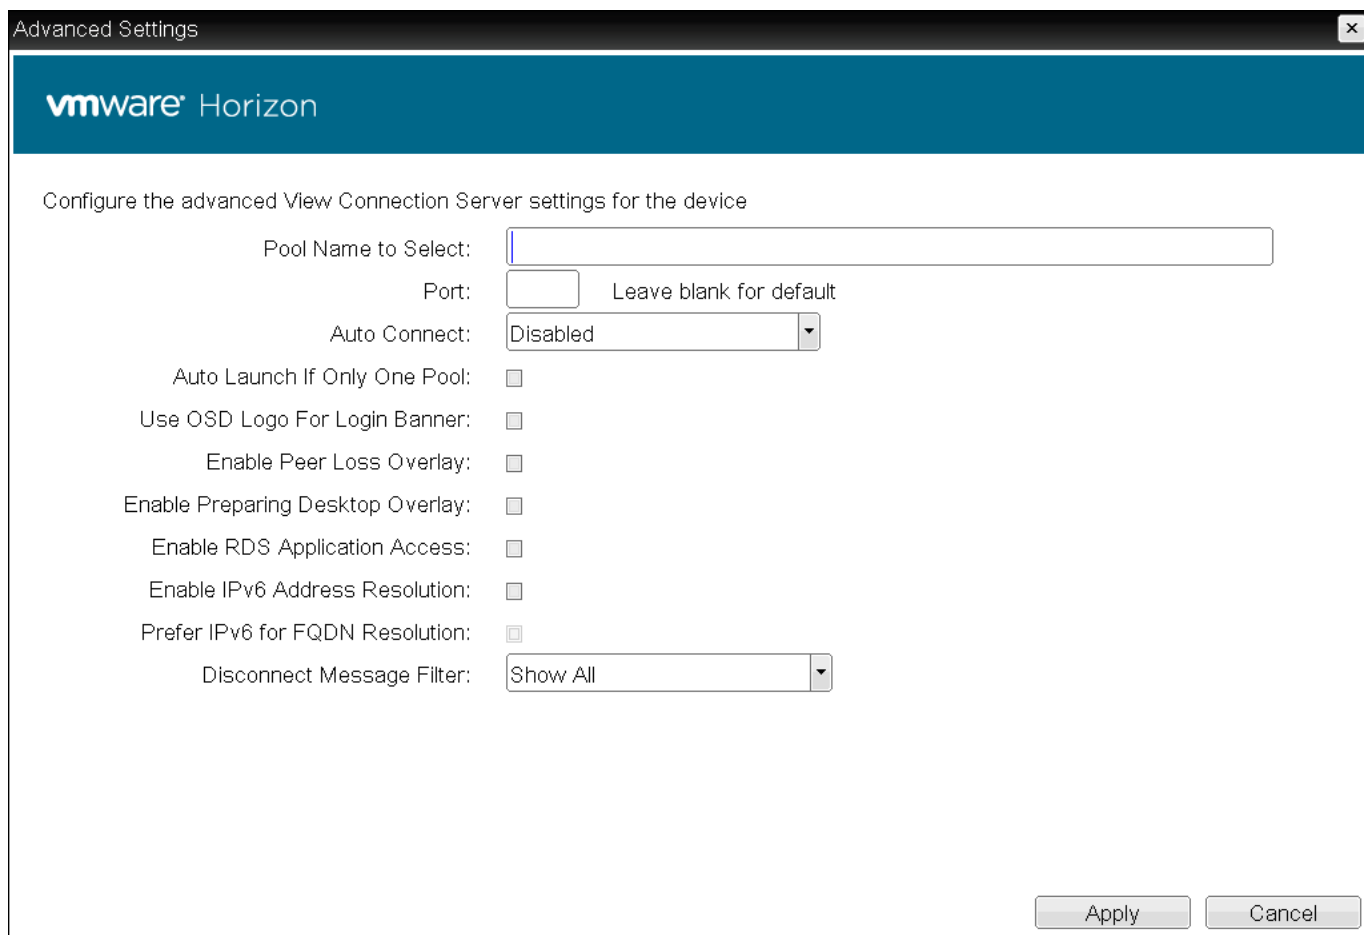 Advanced Settings
vmware Horizon
Configure the advanced View Connection Server settings for the device
Pool Name to Select:
Port: Leave blank for default
Auto Connect: Disabled
Auto Launch If Only One Pool:
Use OSD Logo For Login Banner:
Enable Peer Loss Overlay:
Enable Preparing Desktop Overlay:
Enable RDS Application Access:
Enable IPv6 Address Resolution:
Prefer IPv6 for FQDN Resolution:
Disconnect Message Filter: Show All
Apply Cancel